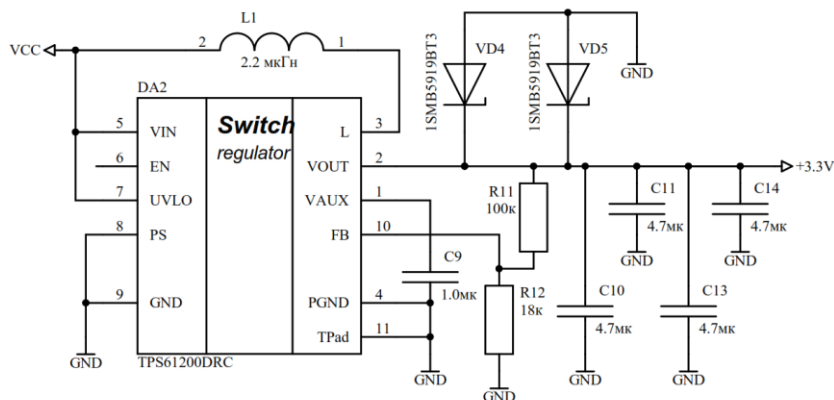 L1
2
1
2.2 мкГн
VCC
DA2
Switch
regulator
5
VIN
6
EN
7
UVLO
8
PS
9
GND
L
3
VOUT
2
VAUX
1
FB
10
PGND
4
TPad
11
TPS61200DRC
GND
C9
1.0мк
GND
R11
100к
R12
18к
GND
1SMB5919BT3
VD4
1SMB5919BT3
VD5
GND
+3.3V
C11
4.7мк
GND
C14
4.7мк
GND
C10
4.7мк
GND
C13
4.7мк
GND